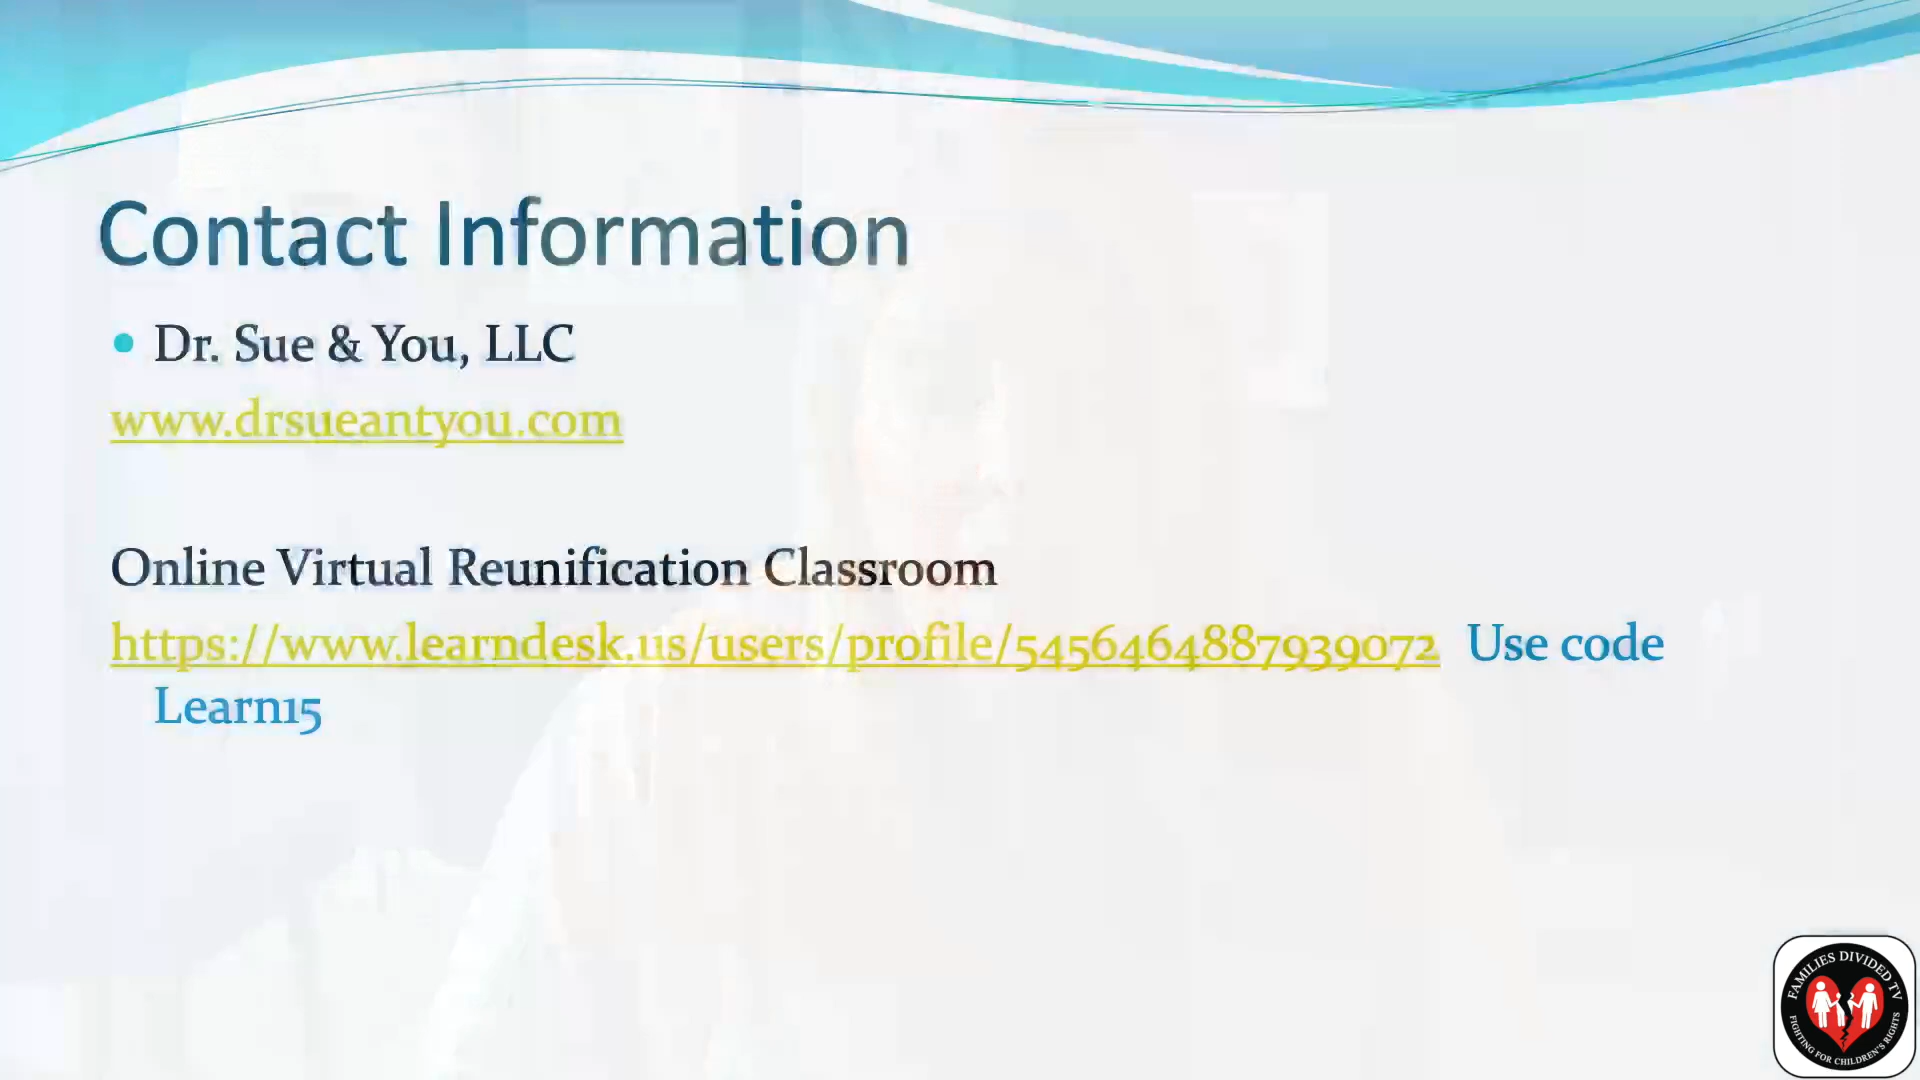 Contact Information
Dr. Sue & You, LLC
www.drsueantyou.com
Online Virtual Reunification Classroom
https://www.learndesk.us/users/profile/5456464887939072 Use code
Learn15
FAMILIES DIVIDED TV
FIGHTING FOR CHILDREN'S RIGHTS